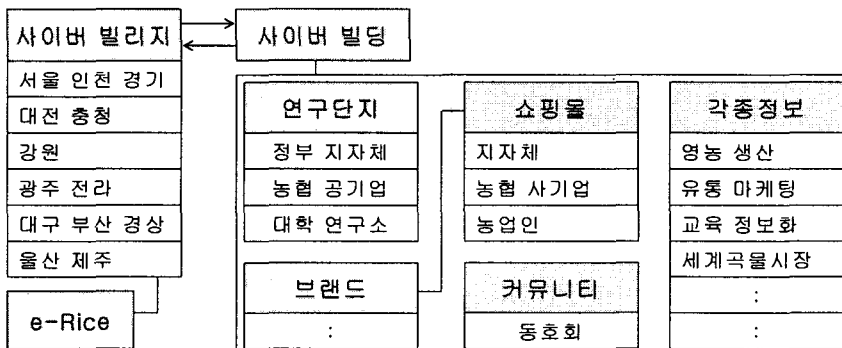 사이버 빌리지
서울 인천 경기
대전 충청
강원
광주 전라
대구 부산 경상
울산 제주
e-Rice
사이버 빌딩
연구단지
정부 지자체
농협 공기업
대학 연구소
브랜드
:
쇼핑몰
지자체
농협 사기업
농업인
커뮤니티
동호회
각종정보
영농 생산
유통 마케팅
교육 정보화
세계곡물시장
:
: